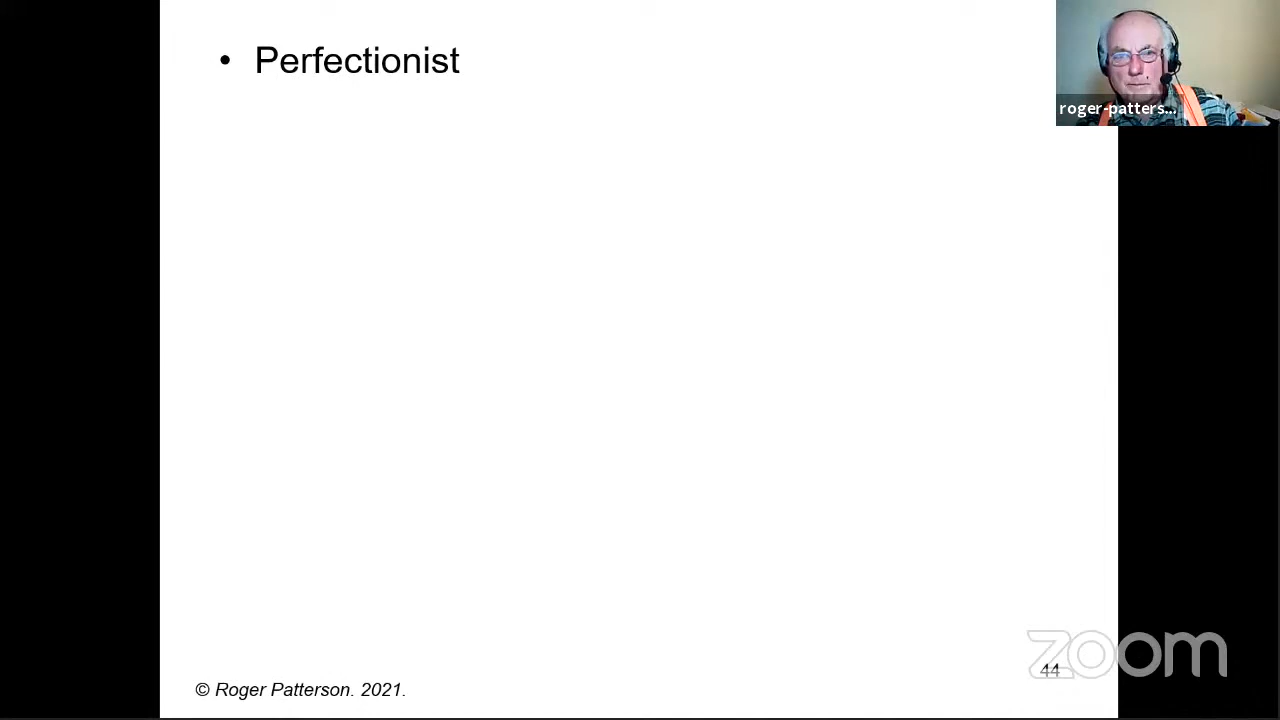 • Perfectionist
roger-patters...
44
zoom
© Roger Patterson. 2021.